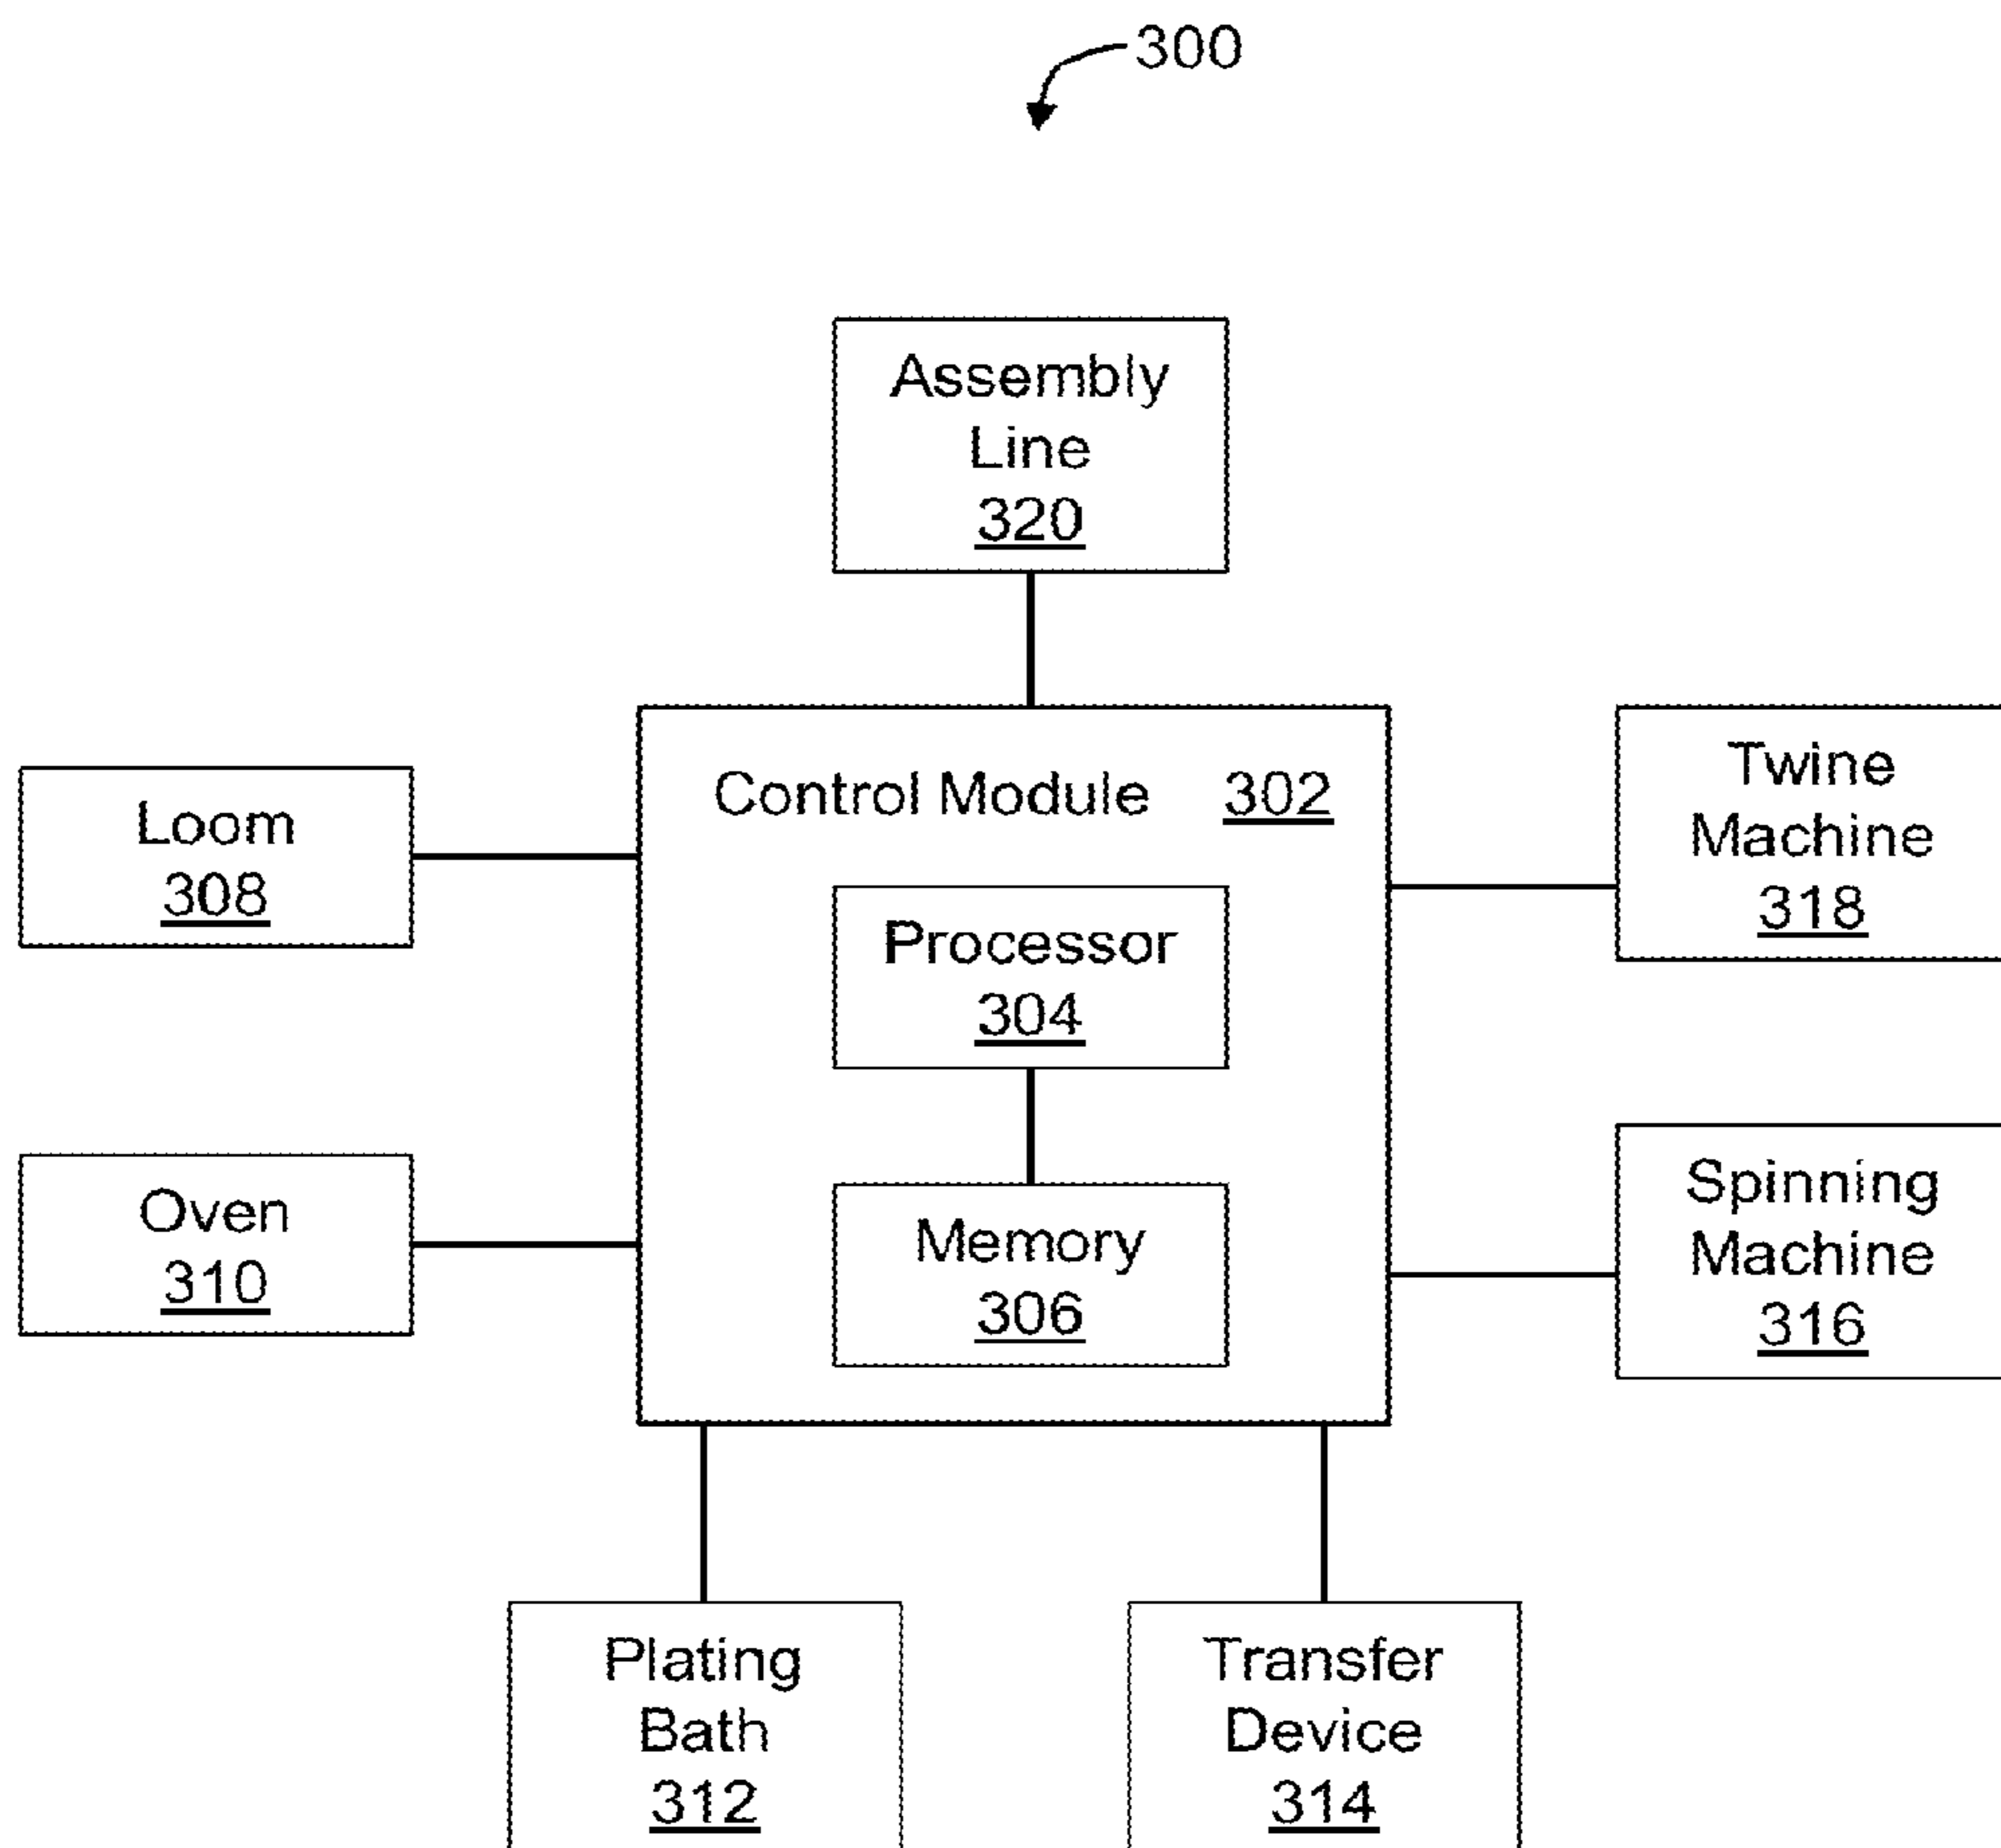 300
Assembly
Line
320
Control Module 302
Twine
Machine
318
Loom
308
Processor
304
Spinning
Machine
316
Oven
310
Memory
306
Plating
Bath
312
Transfer
Device
314